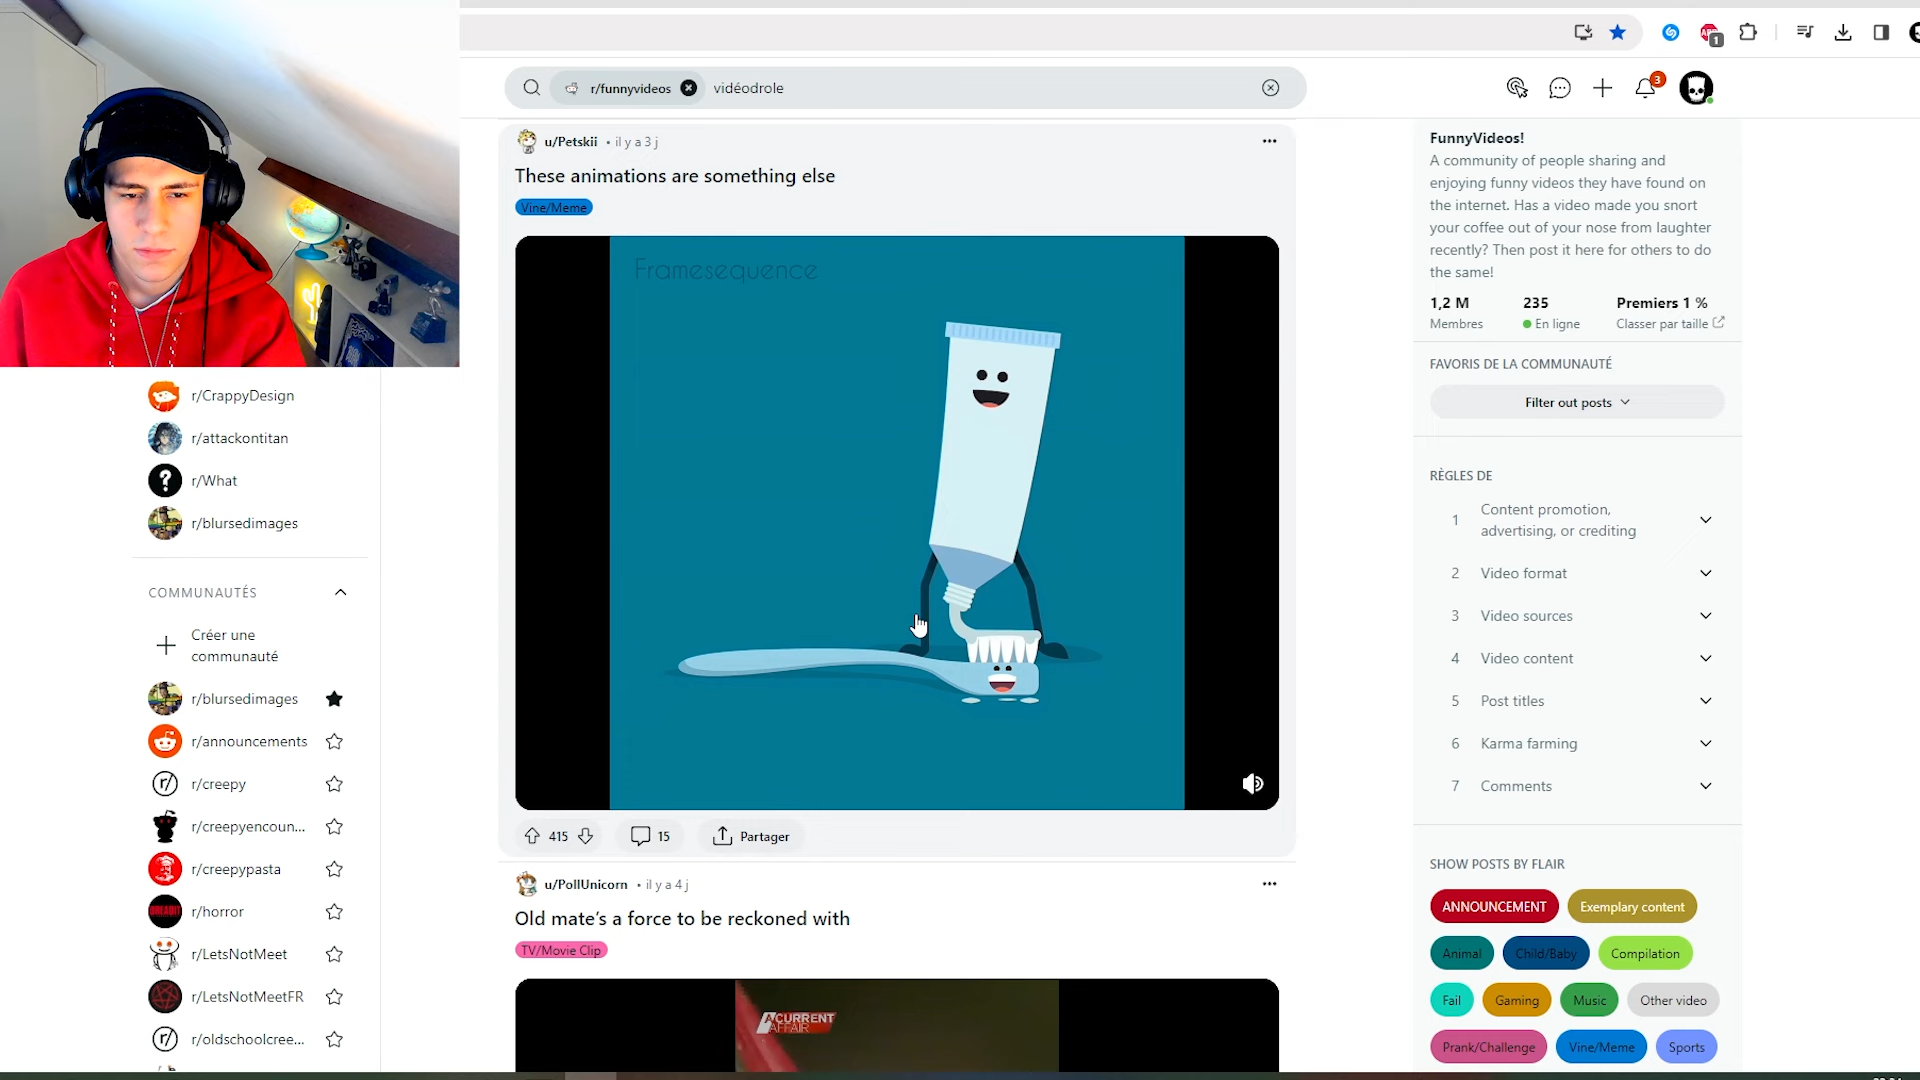 r/funnyvideos
vidéodrole
3
1
u/Petskii • il y a 3 j
These animations are something else
Vine/Meme
Framesequence
415
15
Partager
u/PollUnicorn • il y a 4 j
Old mate's a force to be reckoned with
TV/Movie Clip
A CURRENT
AFFAIR
r/CrappyDesign
r/attackontitan
r/What
r/blursedimages
COMMUNAUTÉS
Créer une
communauté
r/blursedimages
r/announcements
r/creepy
r/creepyencoun...
r/creepypasta
r/horror
r/LetsNotMeet
r/LetsNotMeetFR
r/oldschoolcree...
FunnyVideos!
A community of people sharing and
enjoying funny videos they have found on
the internet. Has a video made you snort
your coffee out of your nose from laughter
recently? Then post it here for others to do
the same!
1,2 M
Membres
235
En ligne
Premiers 1 %
Classer par taille
FAVORIS DE LA COMMUNAUTÉ
Filter out posts
RÈGLES DE
1 Content promotion,
advertising, or crediting
2 Video format
3 Video sources
4 Video content
5 Post titles
6 Karma farming
7 Comments
SHOW POSTS BY FLAIR
ANNOUNCEMENT
Exemplary content
Animal
Child/Baby
Compilation
Fail
Gaming
Music
Other video
Prank/Challenge
Vine/Meme
Sports